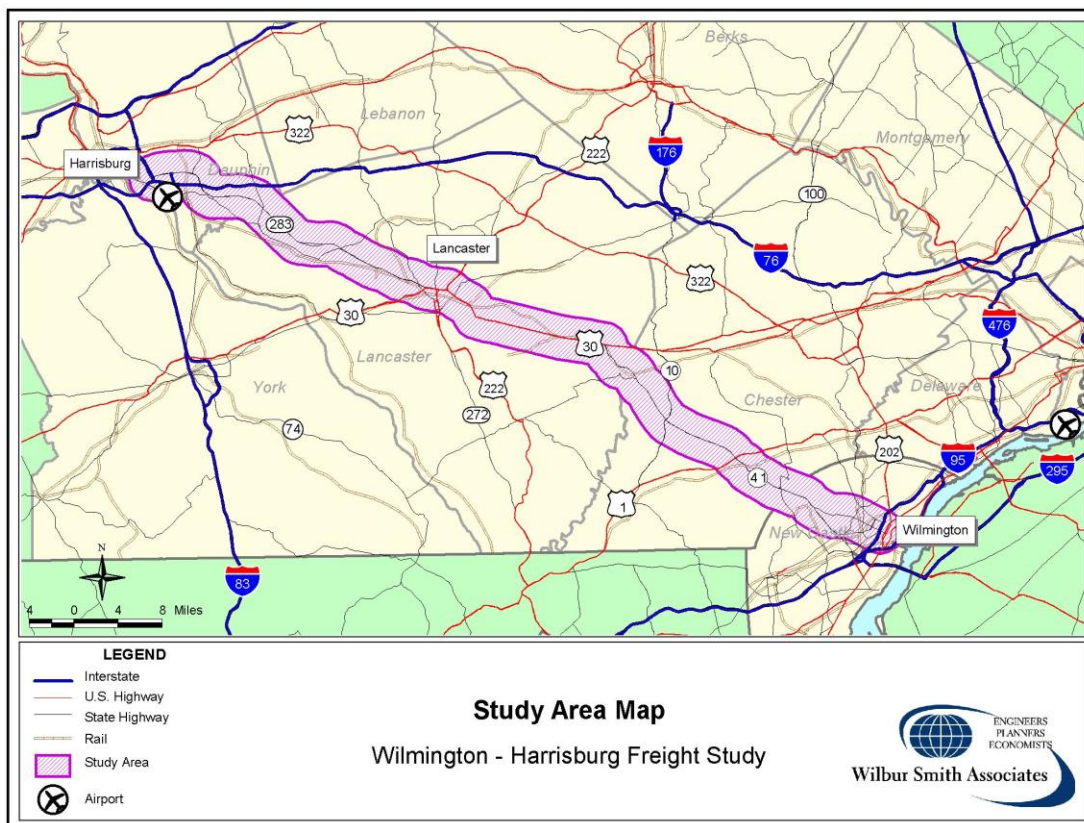 Berks
Lebanon
322
222
176
Montgomery
Harrisburg
Dauphin
100
283
Lancaster
76
322
30
476
30
Lancaster
10
Delaware
York
222
272
Chester
74
202
95
295
41
1
Wilmington
New Castle
83
N
4 0 4 8 Miles
LEGEND
Interstate
U.S. Highway
State Highway
Rail
Study Area
Airport
Study Area Map
Wilmington - Harrisburg Freight Study
ENGINEERS
PLANNERS
ECONOMISTS
Wilbur Smith Associates